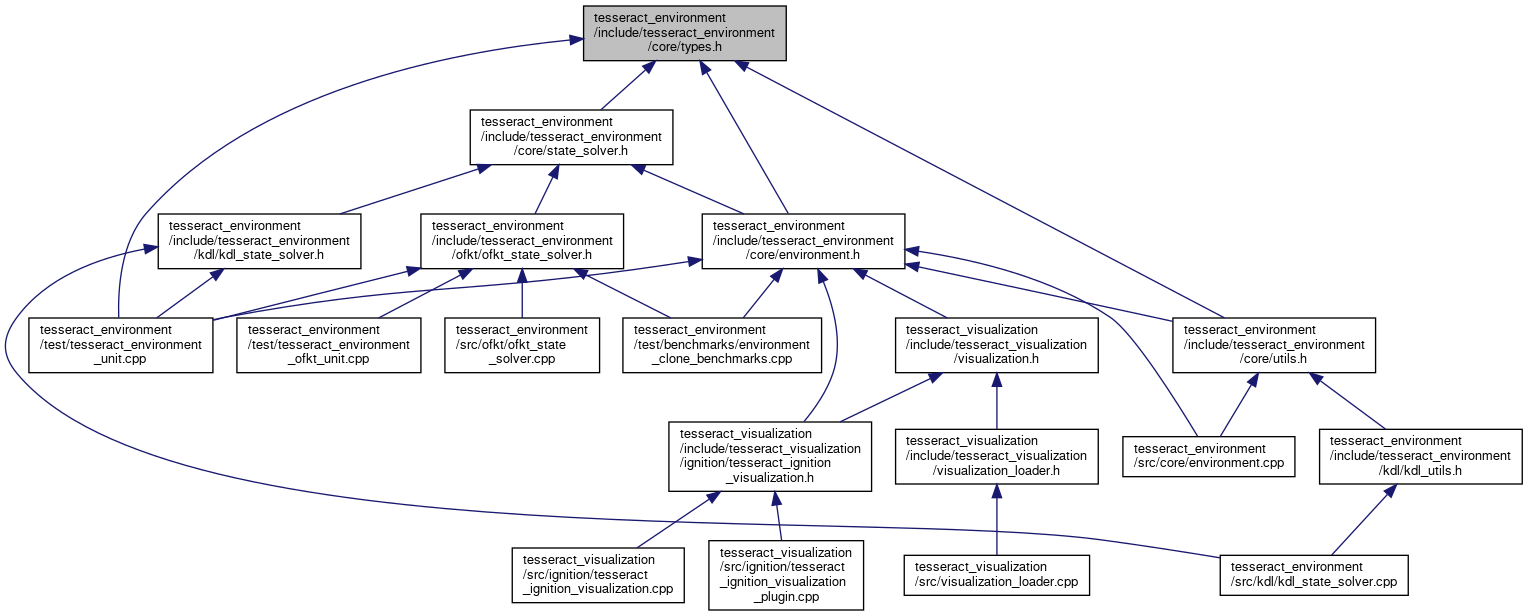 tesseract_environment
/include/tesseract_environment
/core/types.h
tesseract_environment
/include/tesseract_environment
/core/state_solver.h
tesseract_environment
/include/tesseract_environment
/kdl/kdl_state_solver.h
tesseract_environment
/include/tesseract_environment
/ofkt/ofkt_state_solver.h
tesseract_environment
/include/tesseract_environment
/core/environment.h
tesseract_environment
/test/tesseract_environment
_unit.cpp
tesseract_environment
/test/tesseract_environment
_ofkt_unit.cpp
tesseract_environment
/src/ofkt/ofkt_state
_solver.cpp
tesseract_environment
/test/benchmarks/environment
_clone_benchmarks.cpp
tesseract_visualization
/include/tesseract_visualization
/visualization.h
tesseract_environment
/include/tesseract_environment
/core/utils.h
tesseract_visualization
/include/tesseract_visualization
/ignition/tesseract_ignition
_visualization.h
tesseract_visualization
/include/tesseract_visualization
/visualization_loader.h
tesseract_environment
/src/core/environment.cpp
tesseract_environment
/include/tesseract_environment
/kdl/kdl_utils.h
tesseract_visualization
/src/ignition/tesseract
_ignition_visualization.cpp
tesseract_visualization
/src/ignition/tesseract
_ignition_visualization
_plugin.cpp
tesseract_visualization
/src/visualization_loader.cpp
tesseract_environment
/src/kdl/kdl_state_solver.cpp